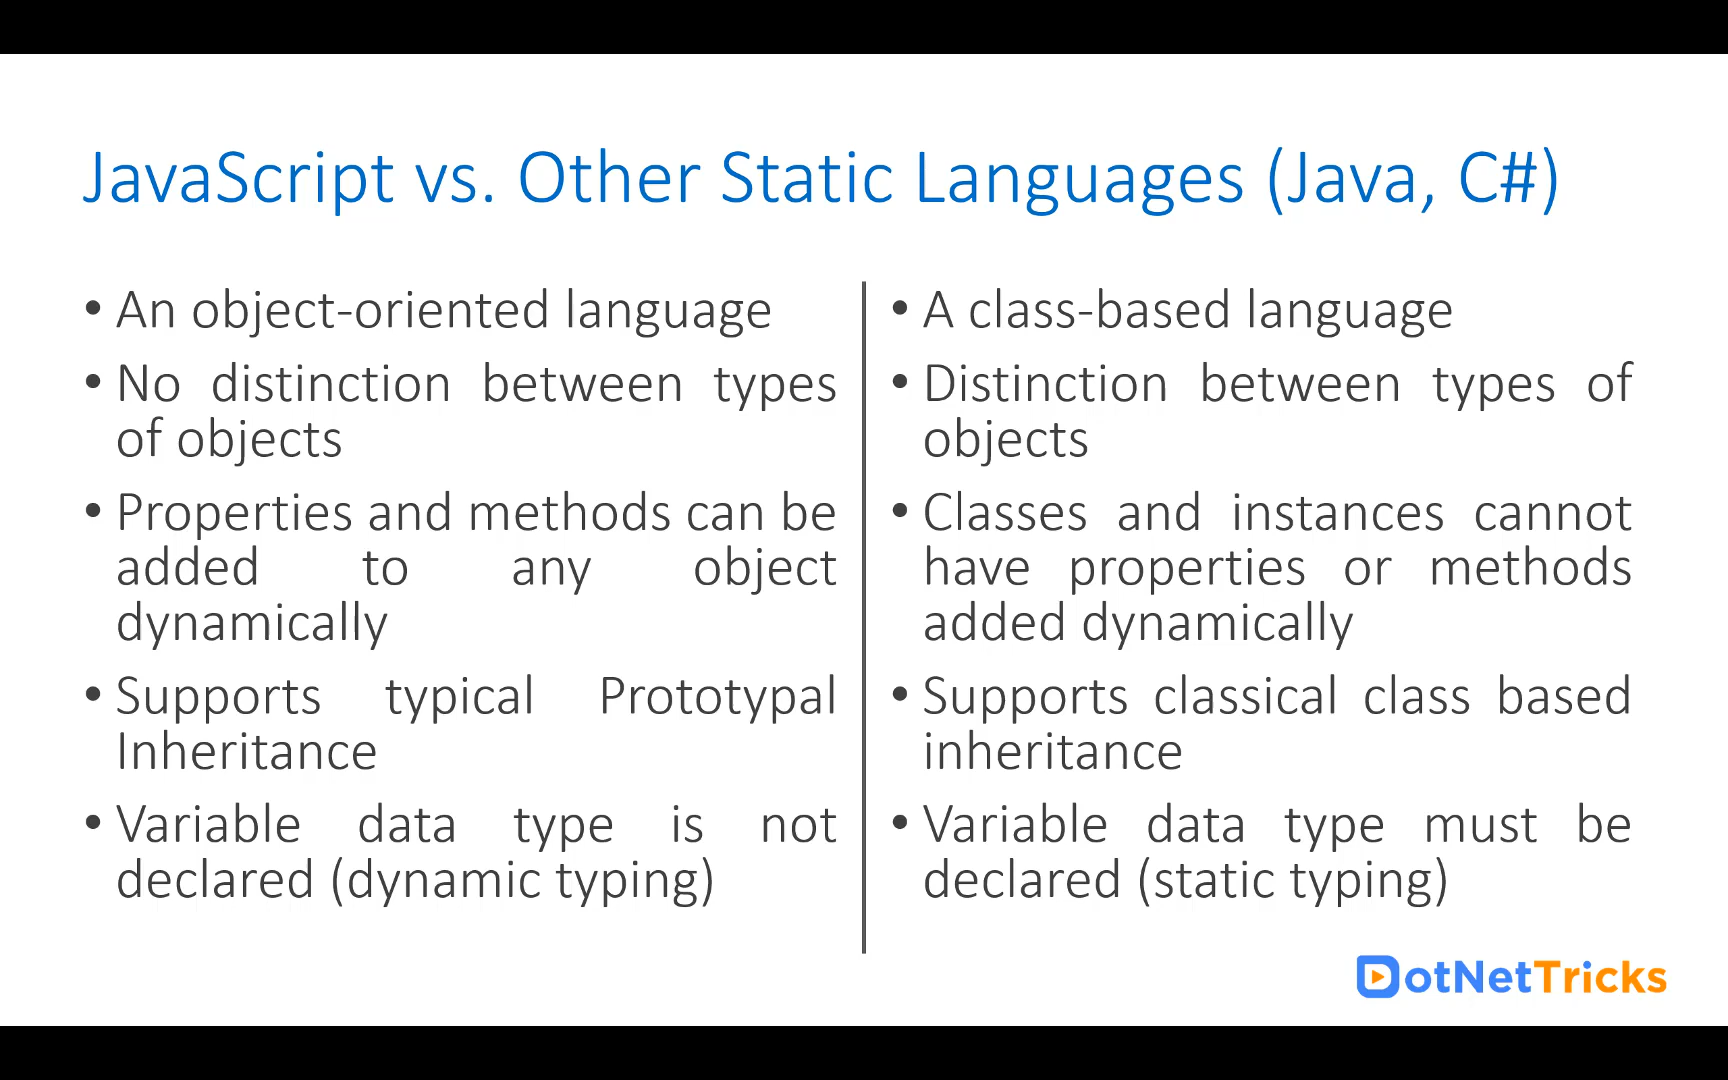 JavaScript vs. Other Static Languages (Java, C#)
• An object-oriented language
• No distinction between types
of objects
• Properties and methods can be
added to any object
dynamically
• Supports typical Prototypal
Inheritance
• Variable data type is not
declared (dynamic typing)
• A class-based language
• Distinction between types of
objects
• Classes and instances cannot
have properties or methods
added dynamically
• Supports classical class based
inheritance
• Variable data type must be
declared (static typing)
DotNetTricks